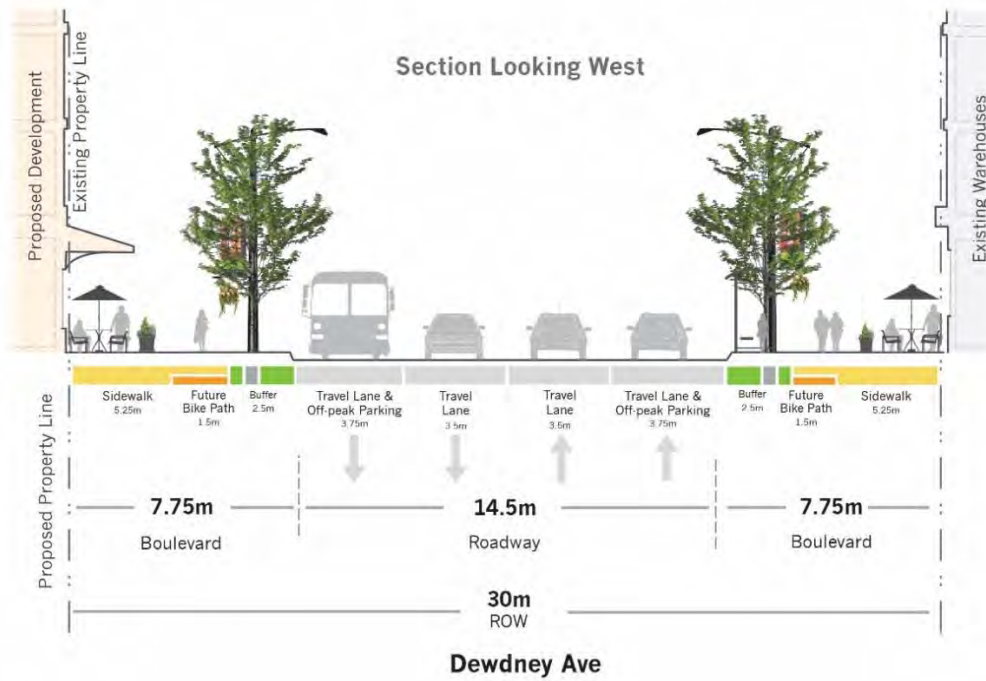 Section Looking West
Proposed Development
Existing Property Line
Existing Warehouses
Proposed Property Line
Sidewalk
5.25m
Future
Bike Path
1.5m
Buffer
2.5m
Travel Lane &
Off-peak Parking
3.75m
Travel
Lane
3.5m
Travel
Lane
3.5m
Travel Lane &
Off-peak Parking
3.75m
Buffer
2.5m
Future
Bike Path
1.5m
Sidewalk
5.25m
7.75m
Boulevard
14.5m
Roadway
7.75m
Boulevard
30m
ROW
Dewdney Ave